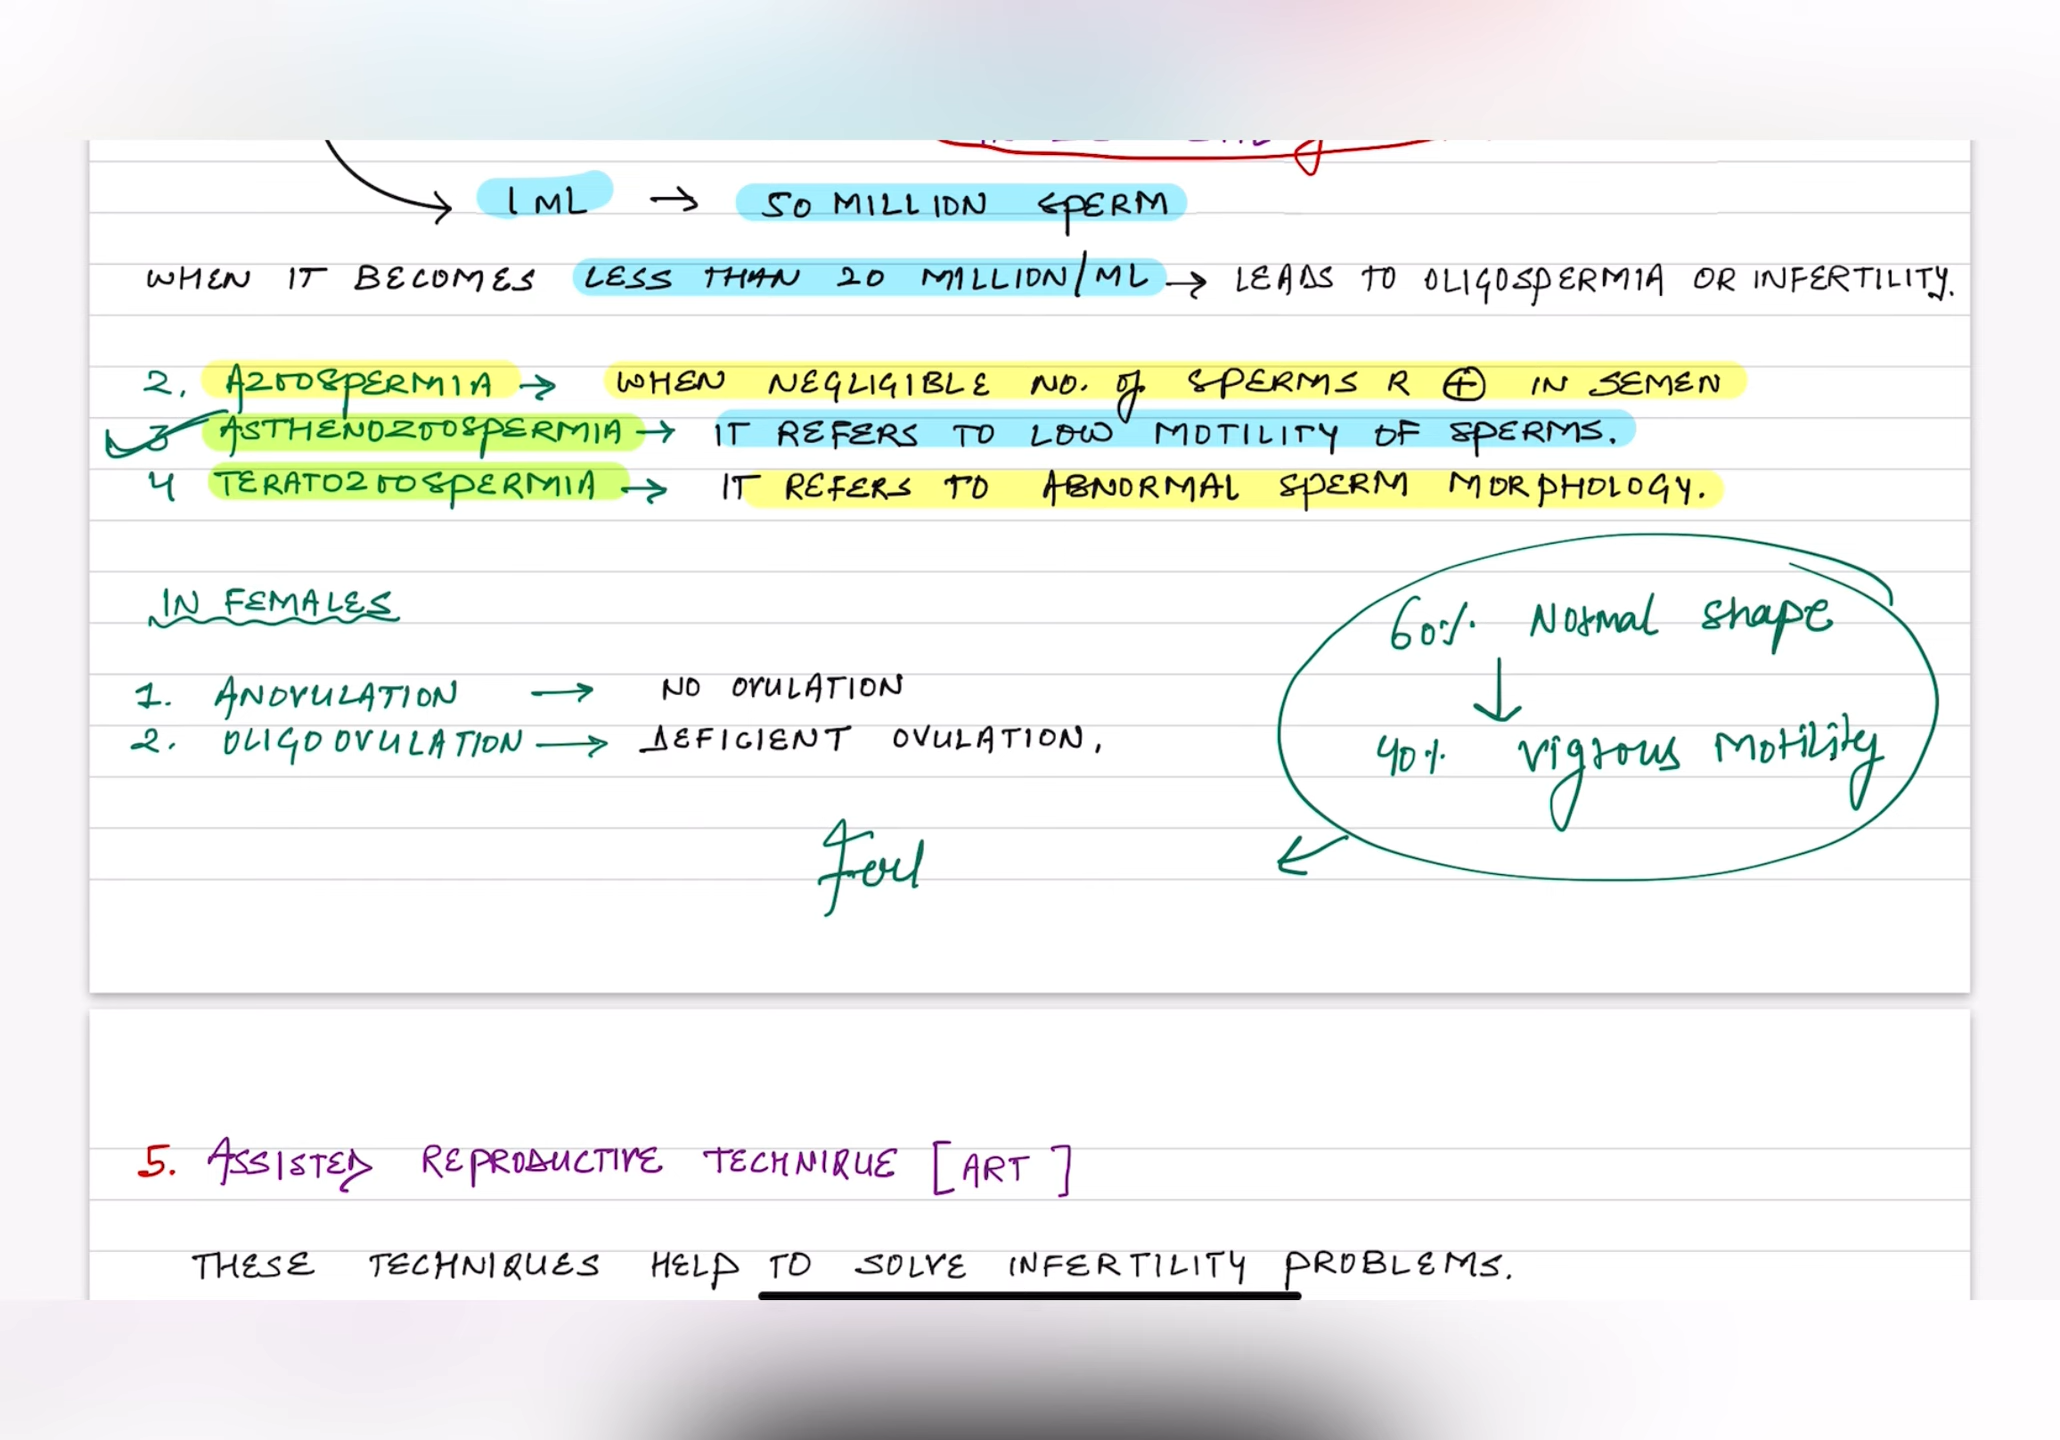 1 ML → 50 MILLION SPERM
WHEN IT BECOMES LESS THAN 20 MILLION/ML → LEADS TO OLIGOSPERMIA OR INFERTILITY.
2. AZOOSPERMIA → WHEN NEGLIGIBLE NO. of SPERMS R ⊕ IN SEMEN
3 ASTHENOZOOSPERMIA → IT REFERS TO LOW MOTILITY OF SPERMS.
4 TERATOZOOSPERMIA → IT REFERS TO ABNORMAL SPERM MORPHOLOGY.
IN FEMALES
60% Normal shape
↓
40% vigrous Motility
1. ANOVULATION → NO OVULATION
2. OLIGOOVULATION → DEFICIENT OVULATION.
5. ASSISTED REPRODUCTIVE TECHNIQUE [ART]
THESE TECHNIQUES HELP TO SOLVE INFERTILITY PROBLEMS.